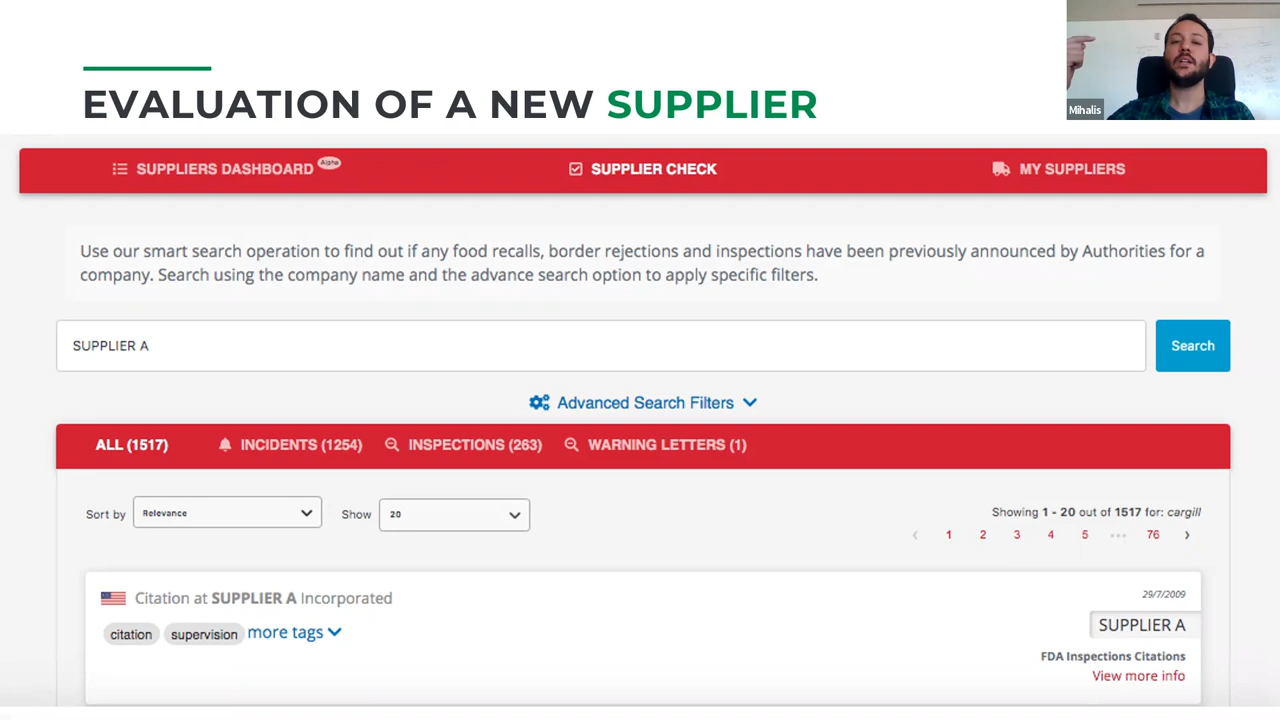 EVALUATION OF A NEW SUPPLIER
Mihalis
SUPPLIERS DASHBOARD Alpha
SUPPLIER CHECK
MY SUPPLIERS
Use our smart search operation to find out if any food recalls, border rejections and inspections have been previously announced by Authorities for a
company. Search using the company name and the advance search option to apply specific filters.
SUPPLIER A
Search
Advanced Search Filters
ALL (1517) INCIDENTS (1254) INSPECTIONS (263) WARNING LETTERS (1)
Sort by Relevance Show 20
Showing 1 - 20 out of 1517 for: cargill
‹ 1 2 3 4 5 ... 76 ›
Citation at SUPPLIER A Incorporated
29/7/2009
citation supervision more tags
SUPPLIER A
FDA Inspections Citations
View more info